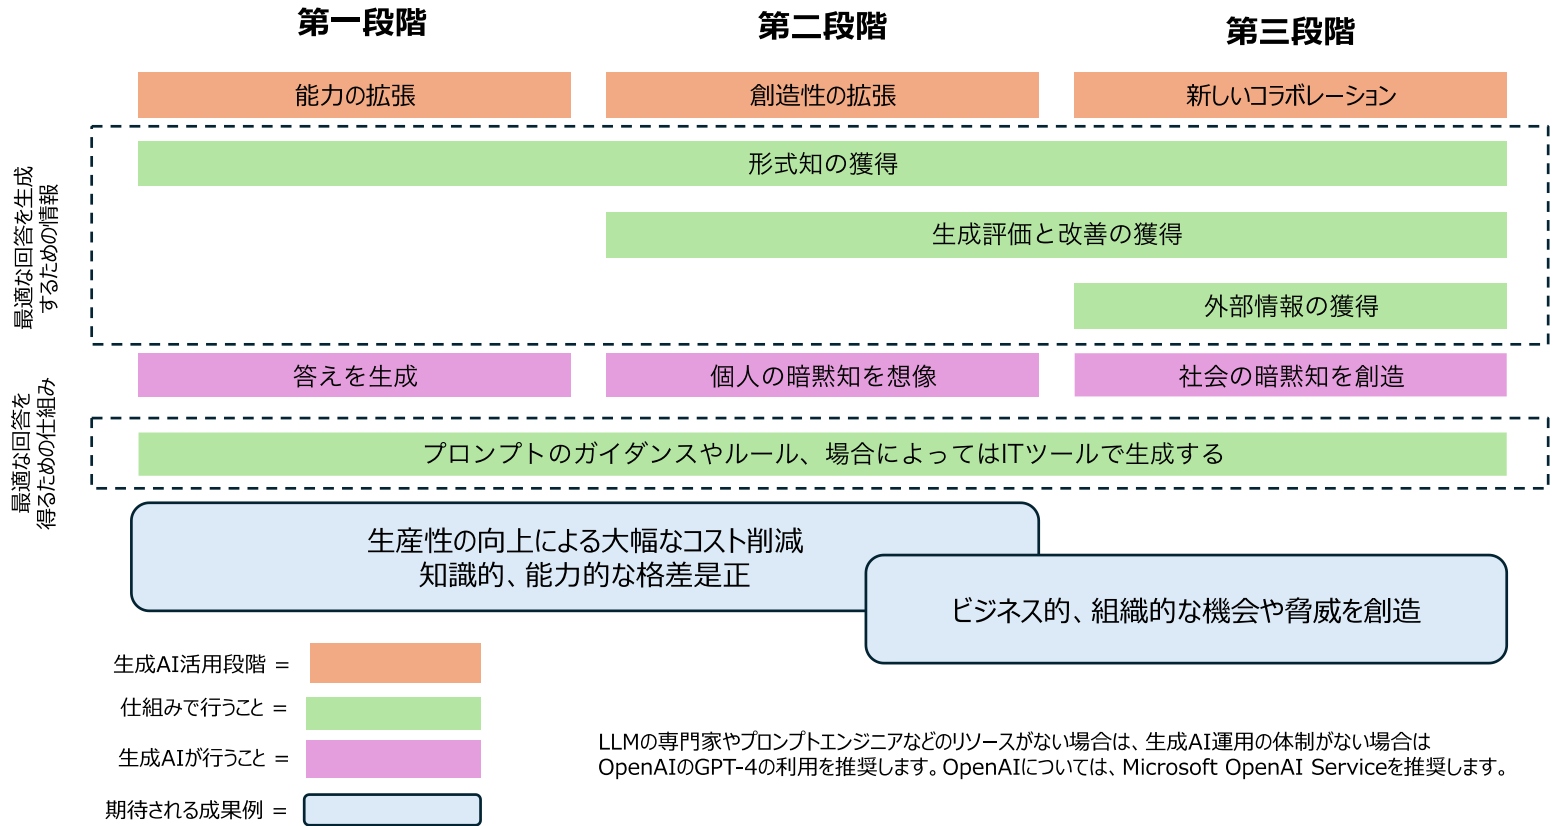 第一段階
第二段階
第三段階
能力の拡張
創造性の拡張
新しいコラボレーション
最適な回答を生成
するための情報
形式知の獲得
生成評価と改善の獲得
外部情報の獲得
答えを生成
個人の暗黙知を想像
社会の暗黙知を創造
最適な回答を
得るための仕組み
プロンプトのガイダンスやルール、場合によってはITツールで生成する
生産性の向上による大幅なコスト削減
知識的、能力的な格差是正
ビジネス的、組織的な機会や脅威を創造
生成AI活用段階 =
仕組みで行うこと =
生成AIが行うこと =
期待される成果例 =
LLMの専門家やプロンプトエンジニアなどのリソースがない場合は、生成AI運用の体制がない場合は
OpenAIのGPT-4の利用を推奨します。OpenAIについては、Microsoft OpenAI Serviceを推奨します。